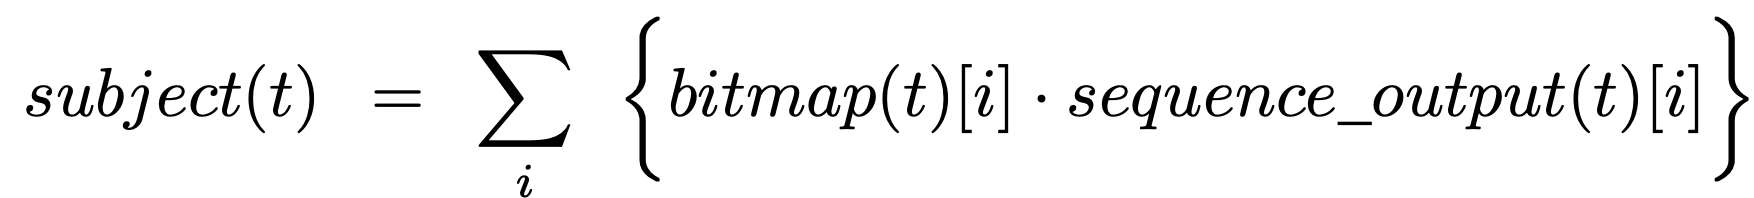 subject(t) = ∑_i {bitmap(t)[i] · sequence_output(t)[i]}